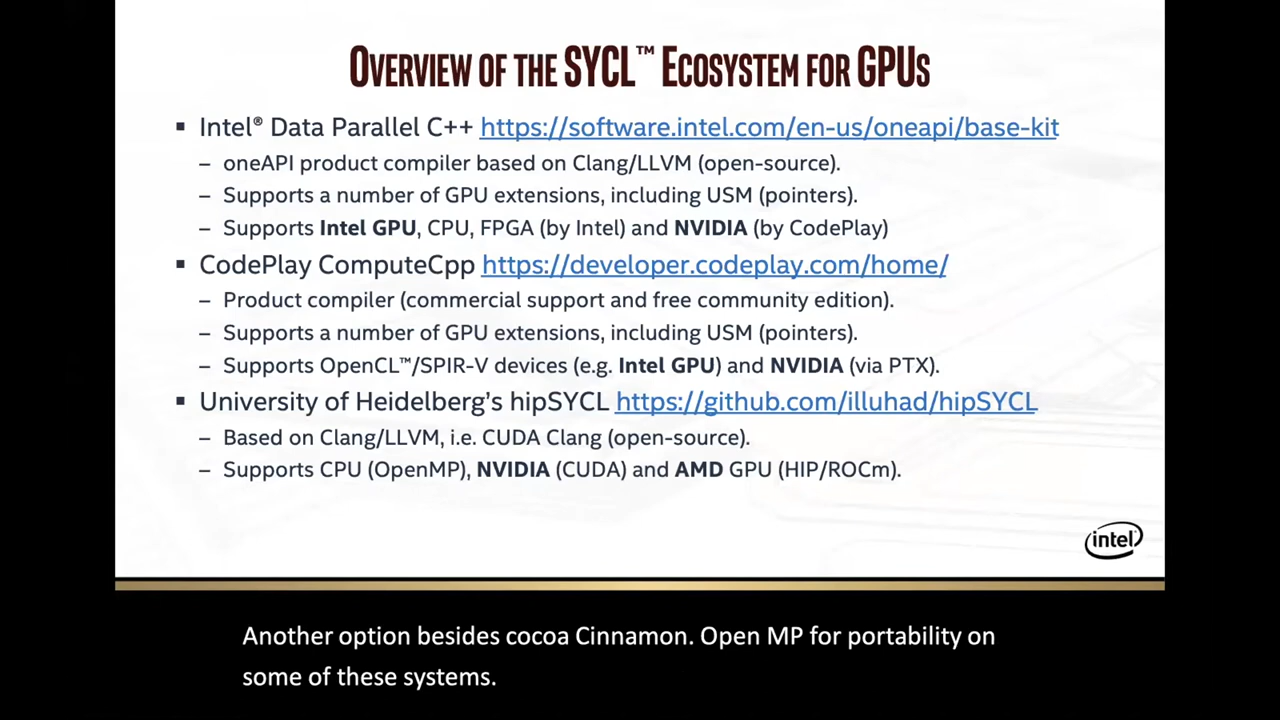 OVERVIEW OF THE SYCL™ ECOSYSTEM FOR GPUS
▪ Intel® Data Parallel C++ https://software.intel.com/en-us/oneapi/base-kit
– oneAPI product compiler based on Clang/LLVM (open-source).
– Supports a number of GPU extensions, including USM (pointers).
– Supports Intel GPU, CPU, FPGA (by Intel) and NVIDIA (by CodePlay)
▪ CodePlay ComputeCpp https://developer.codeplay.com/home/
– Product compiler (commercial support and free community edition).
– Supports a number of GPU extensions, including USM (pointers).
– Supports OpenCL™/SPIR-V devices (e.g. Intel GPU) and NVIDIA (via PTX).
▪ University of Heidelberg's hipSYCL https://github.com/illuhad/hipSYCL
– Based on Clang/LLVM, i.e. CUDA Clang (open-source).
– Supports CPU (OpenMP), NVIDIA (CUDA) and AMD GPU (HIP/ROCm).
intel
Another option besides cocoa Cinnamon. Open MP for portability on
some of these systems.